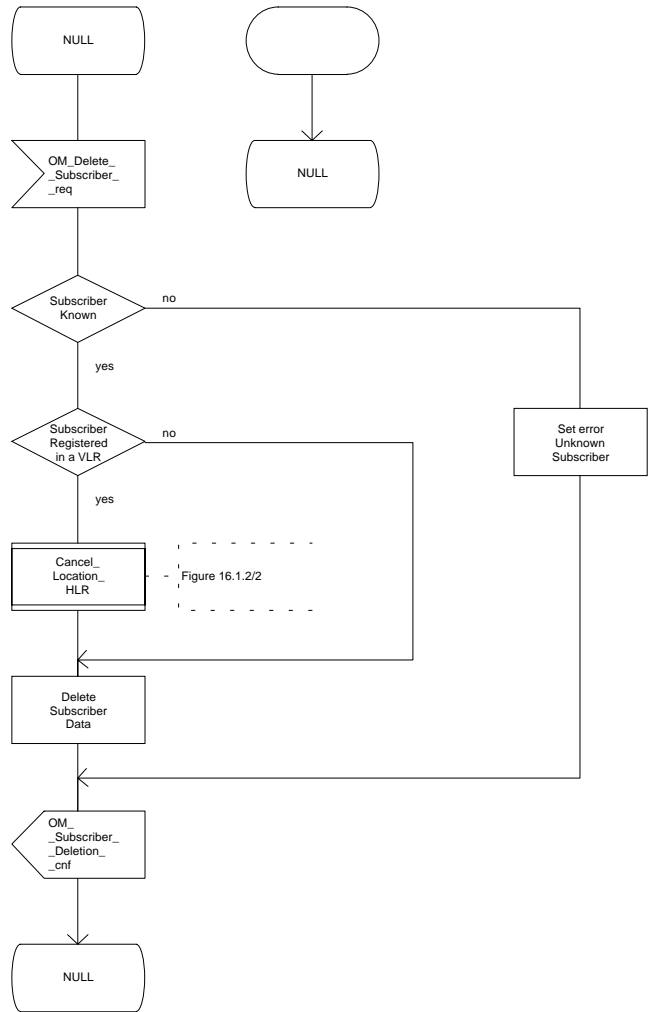 NULL
OM_Delete_
_Subscriber_
_req
NULL
Subscriber
Known
no
yes
Subscriber
Registered
in a VLR
no
Set error
Unknown
Subscriber
yes
Cancel_
Location_
HLR
Figure 16.1.2/2
Delete
Subscriber
Data
OM_
_Subscriber_
_Deletion_
_cnf
NULL